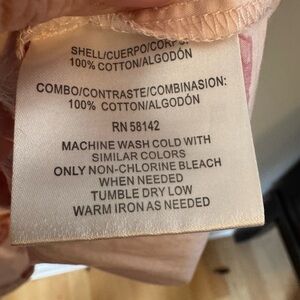 SHELL/CUERPO/CORPS:
100% COTTON/ALGODÓN
COMBO/CONTRASTE/COMBINASION:
100% COTTON/ALGODÓN
RN 58142
MACHINE WASH COLD WITH
SIMILAR COLORS
ONLY NON-CHLORINE BLEACH
WHEN NEEDED
TUMBLE DRY LOW
WARM IRON AS NEEDED